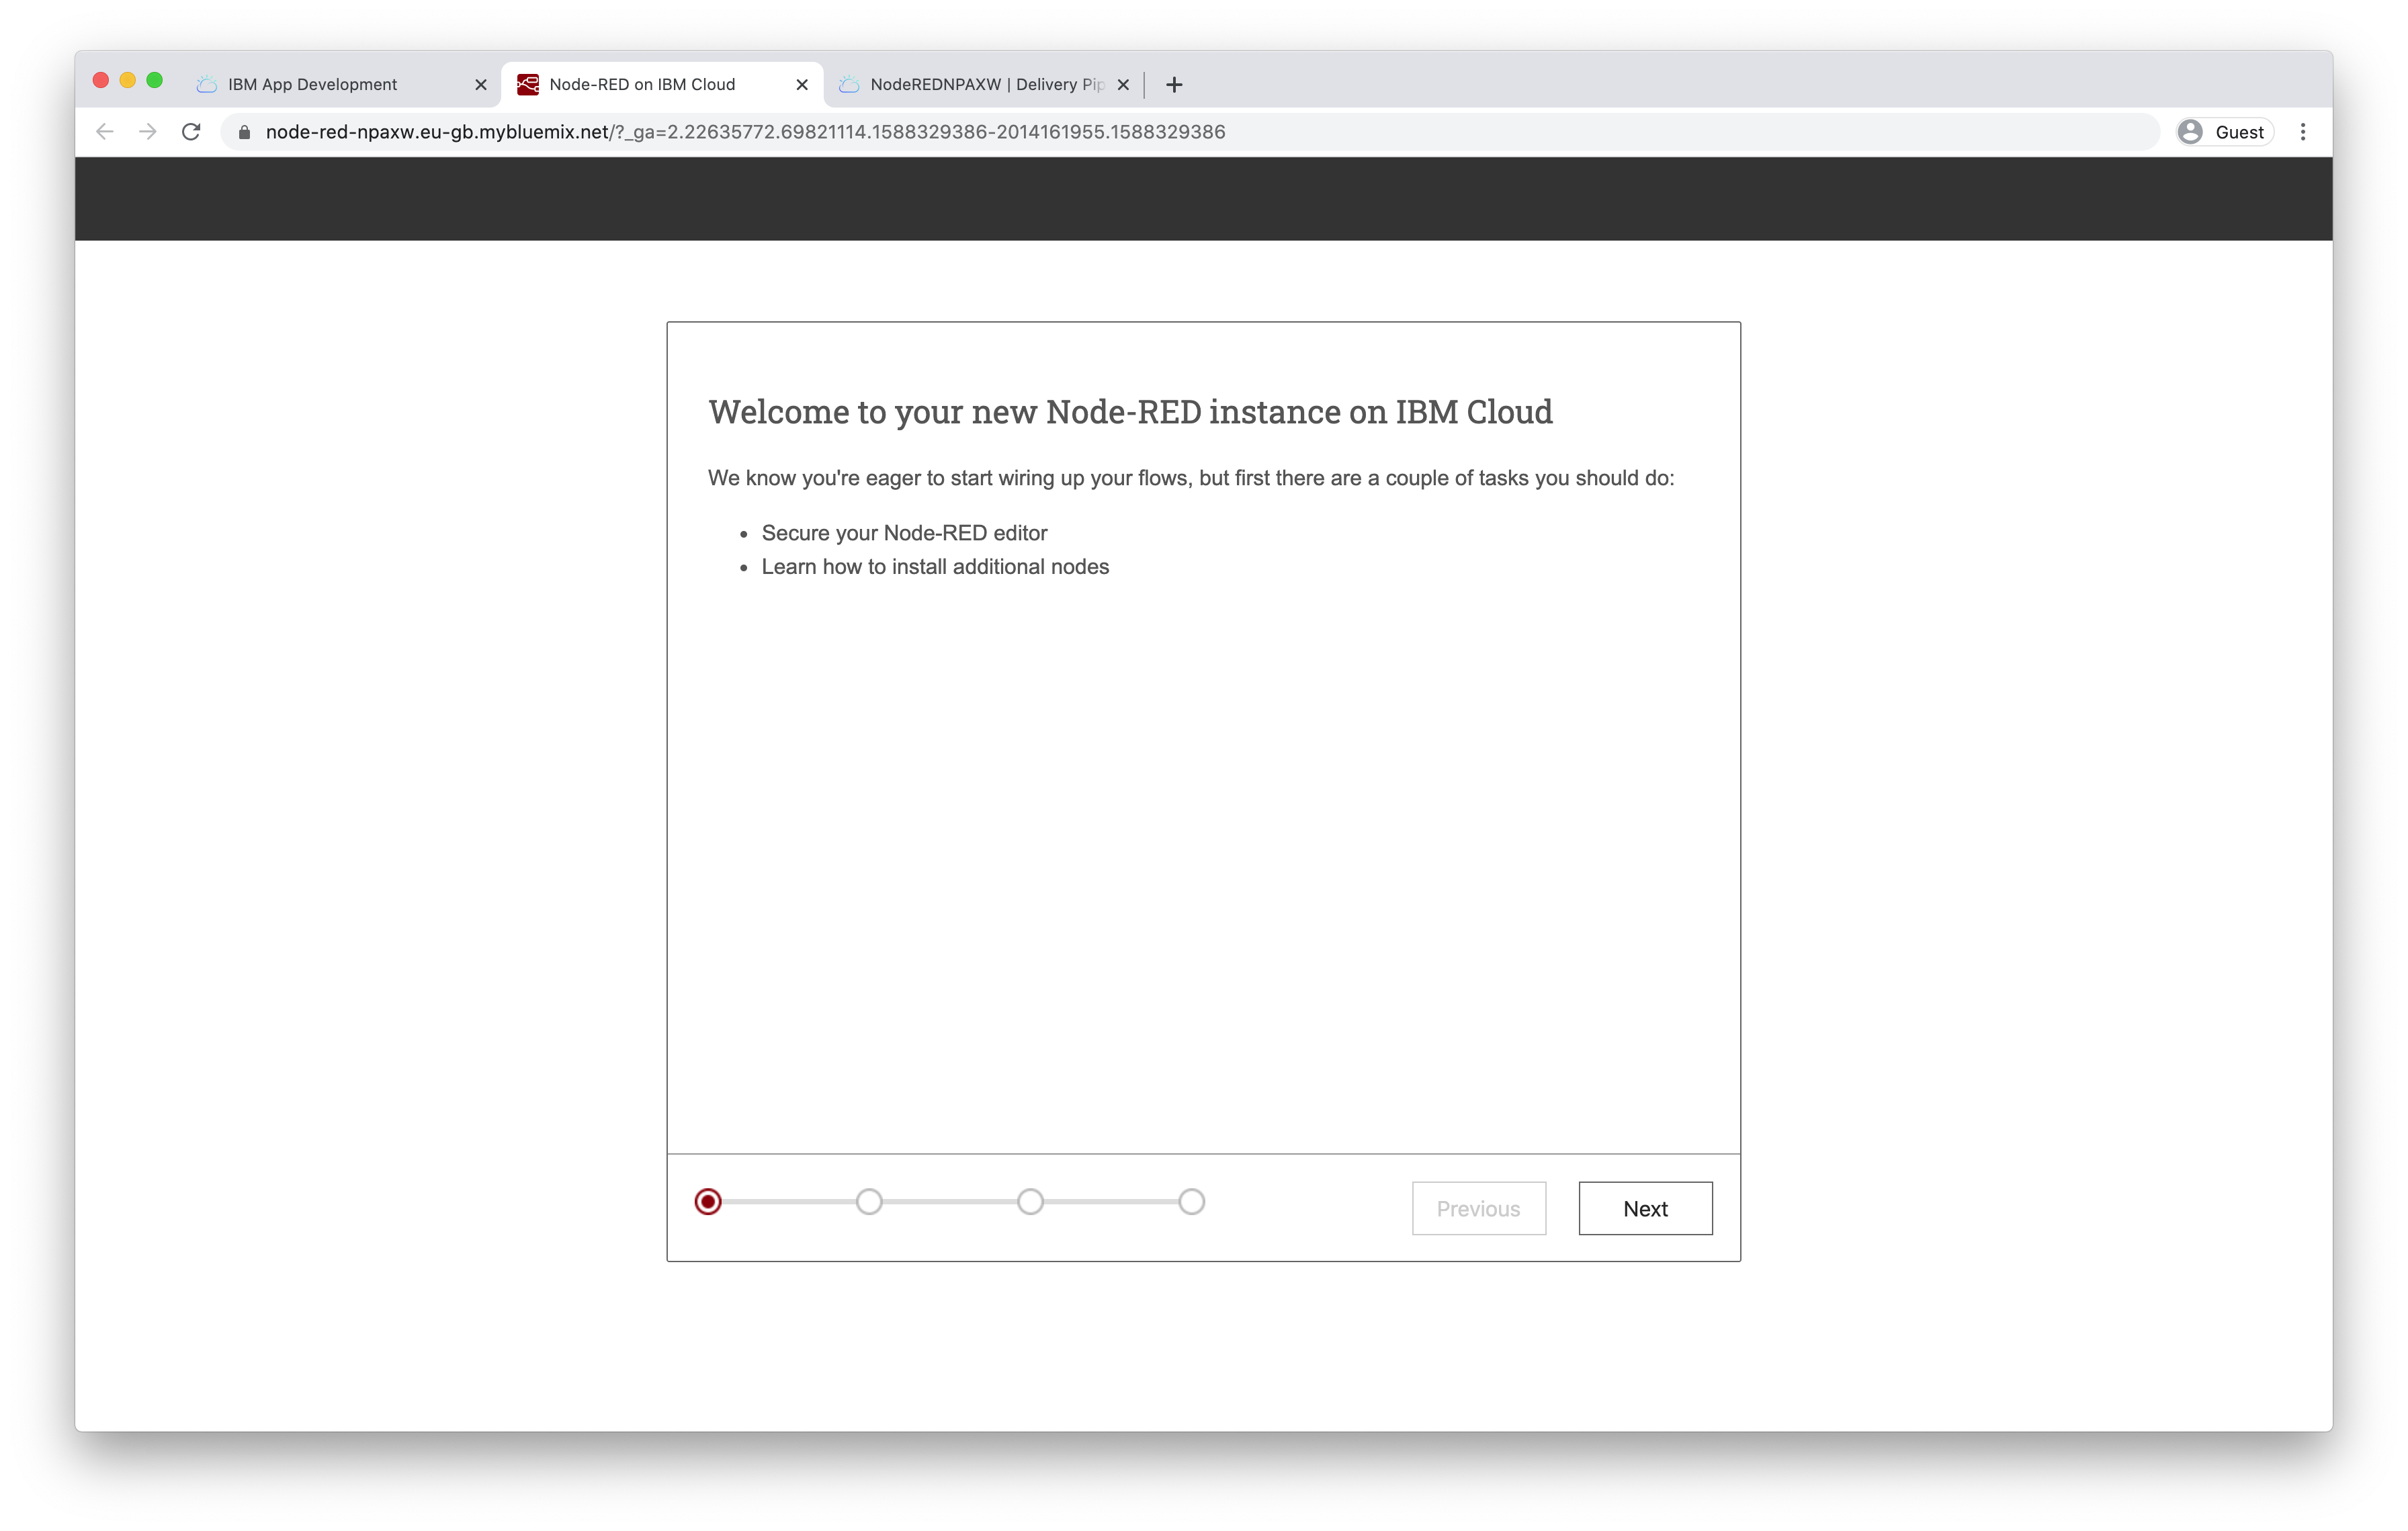 IBM App Development
Node-RED on IBM Cloud
NodeREDNPAXW | Delivery Pip
node-red-npaxw.eu-gb.mybluemix.net/?_ga=2.22635772.69821114.1588329386-2014161955.1588329386
Guest
Welcome to your new Node-RED instance on IBM Cloud
We know you're eager to start wiring up your flows, but first there are a couple of tasks you should do:
• Secure your Node-RED editor
• Learn how to install additional nodes
Previous
Next